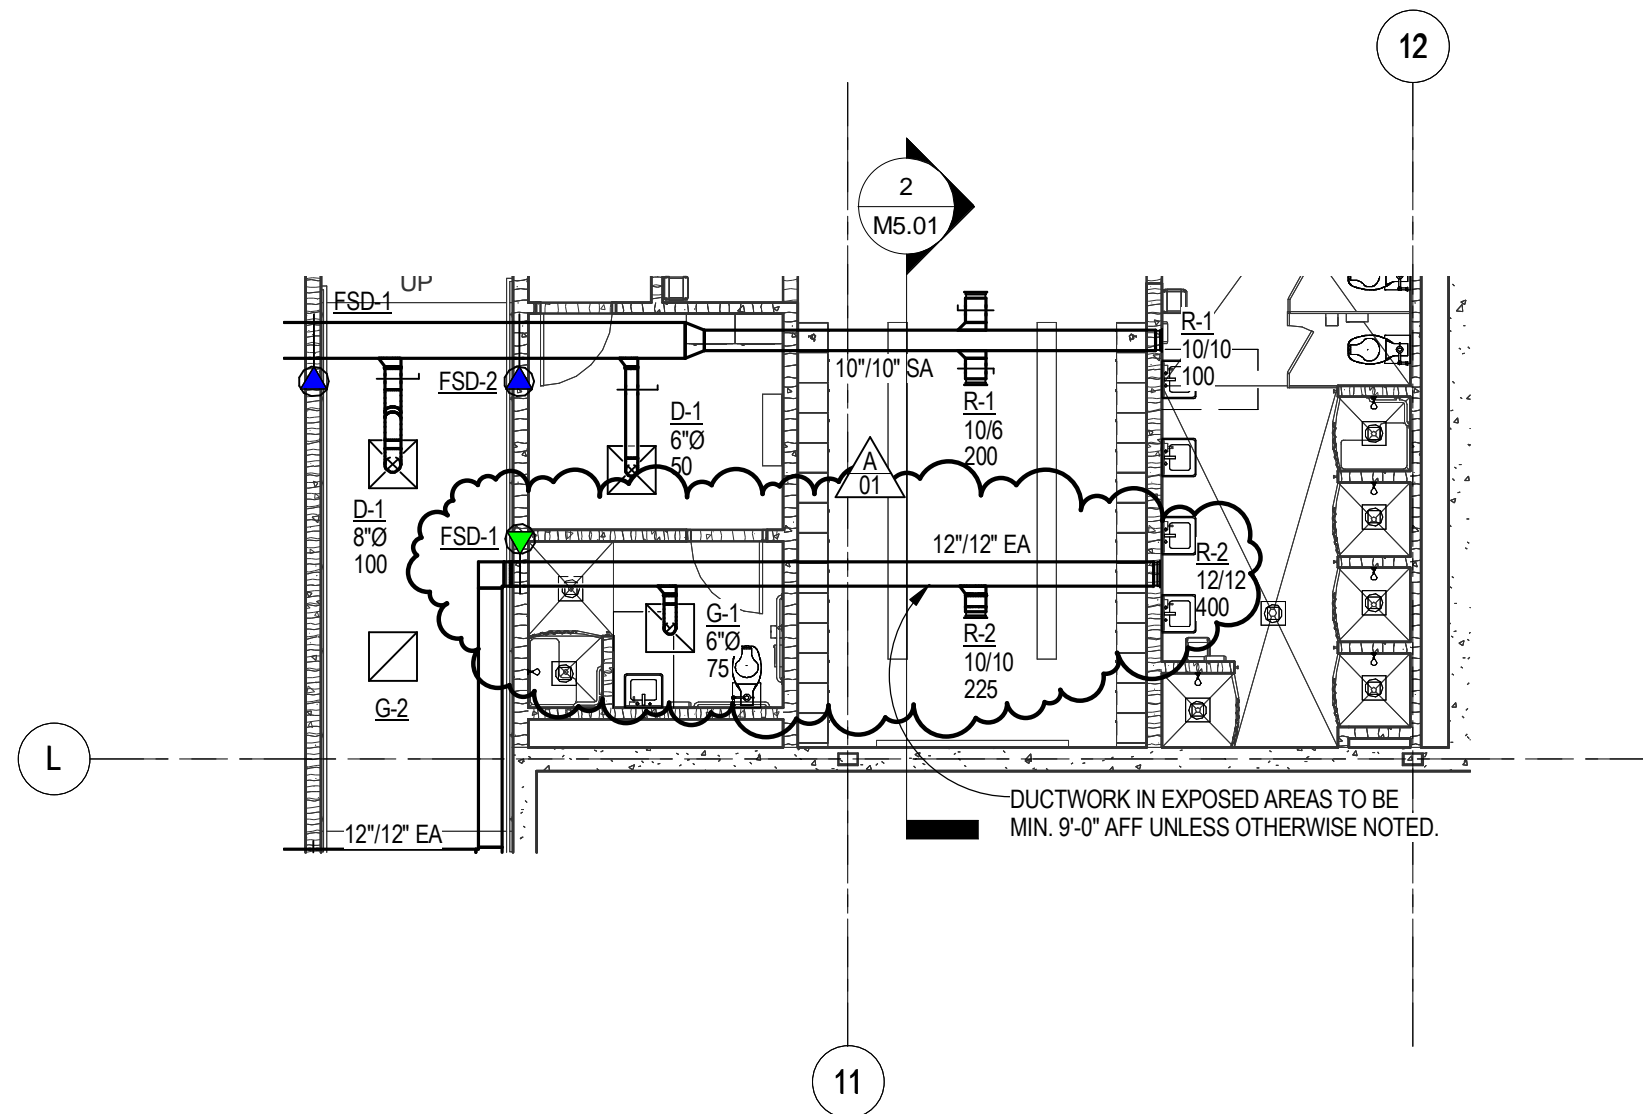 12
2
M5.01
UP
FSD-1
R-1
10/10
100
10"/10" SA
FSD-2
R-1
10/6
200
D-1
6"Ø
50
A
01
D-1
8"Ø
100
FSD-1
12"/12" EA
R-2
12/12
400
G-1
6"Ø
75
R-2
10/10
225
G-2
L
DUCTWORK IN EXPOSED AREAS TO BE
MIN. 9'-0" AFF UNLESS OTHERWISE NOTED.
12"/12" EA
11